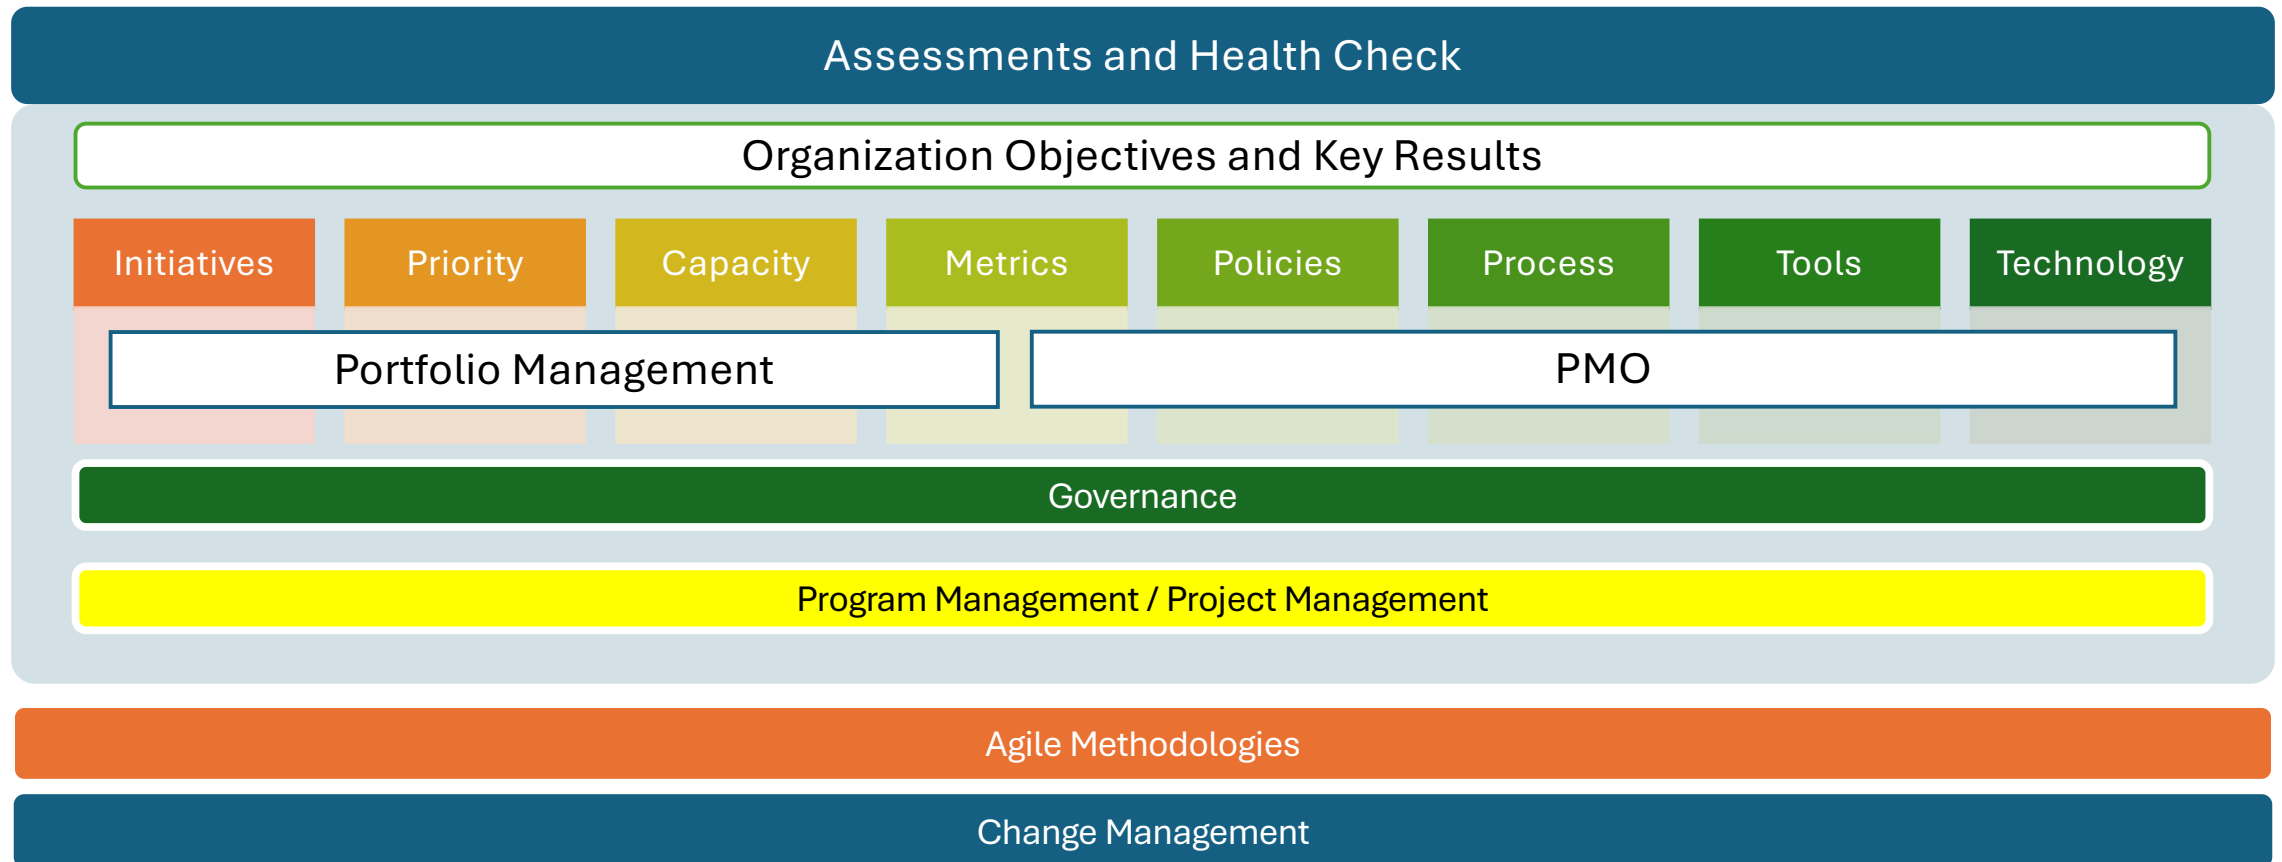 Assessments and Health Check
Organization Objectives and Key Results
Initiatives
Priority
Capacity
Metrics
Policies
Process
Tools
Technology
Portfolio Management
PMO
Governance
Program Management / Project Management
Agile Methodologies
Change Management